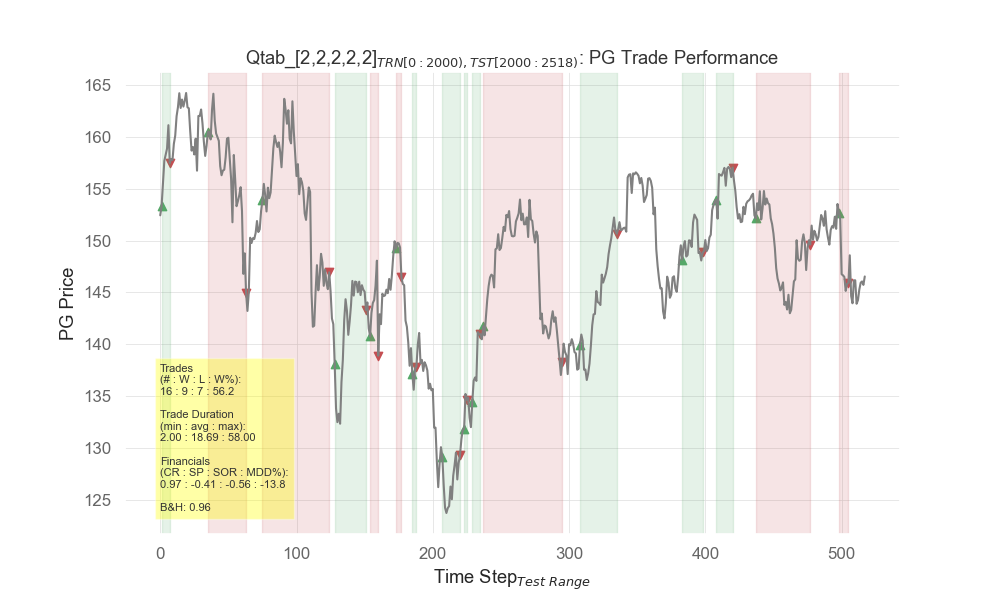 Qtab_[2,2,2,2,2]TRN[0 : 2000), TST[2000 : 2518): PG Trade Performance
165
160
155
150
145
140
135
130
125
PG Price
Trades
(# : W : L : W%):
16 : 9 : 7 : 56.2
Trade Duration
(min : avg : max):
2.00 : 18.69 : 58.00
Financials
(CR : SP : SOR : MDD%):
0.97 : -0.41 : -0.56 : -13.8
B&H: 0.96
0 100 200 300 400 500
Time StepTest Range